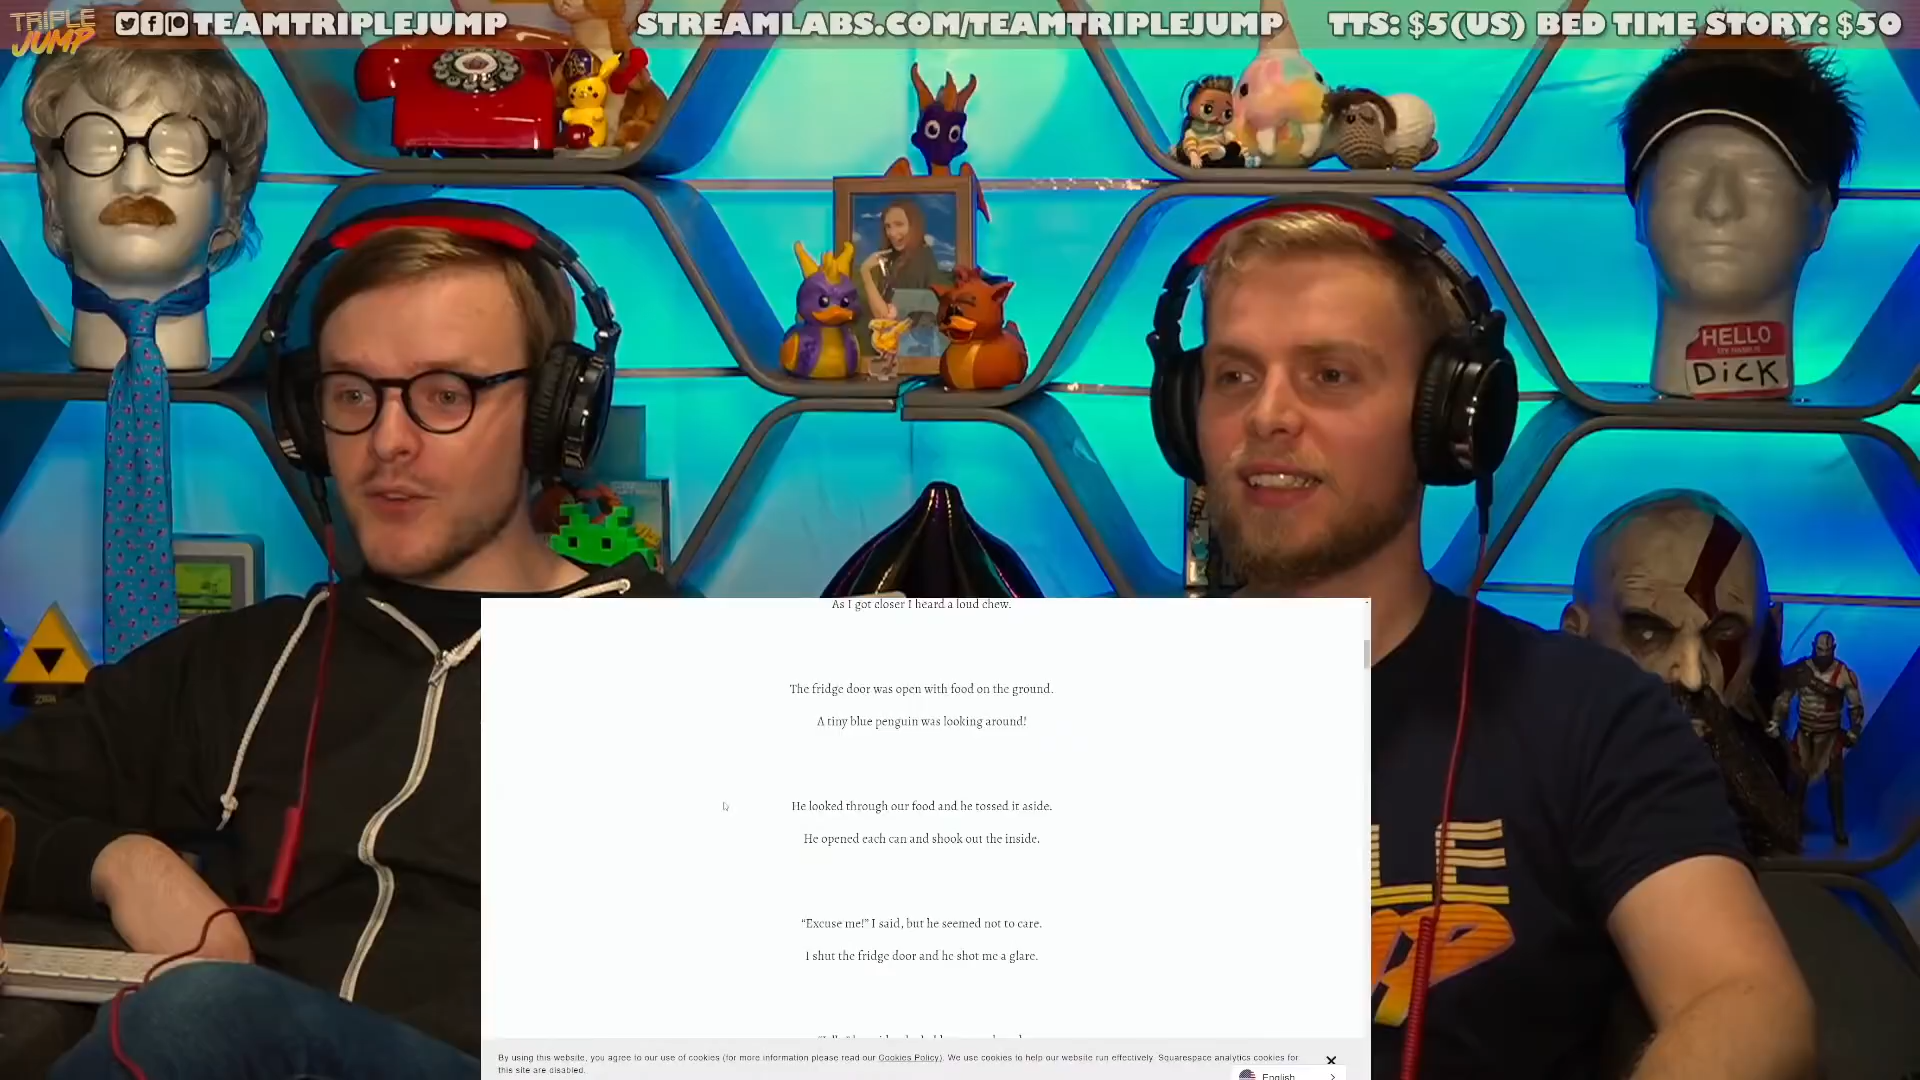 TRIPLE JUMP
TEAMTRIPLEJUMP
STREAMLABS.COM/TEAMTRIPLEJUMP
TTS: $5(US) BED TIME STORY: $50
HELLO
DiCK
As I got closer I heard a loud chew.
The fridge door was open with food on the ground.
A tiny blue penguin was looking around!
He looked through our food and he tossed it aside.
He opened each can and shook out the inside.
“Excuse me!” I said, but he seemed not to care.
I shut the fridge door and he shot me a glare.
By using this website, you agree to our use of cookies (for more information please read our Cookies Policy). We use cookies to help our website run effectively. Squarespace analytics cookies for
this site are disabled.
English